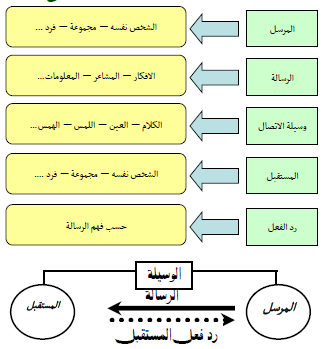 المرسل
الشخص نفسه – مجموعة – فرد ...
الرسالة
الافكار – المشاعر – المعلومات...
وسيلة الاتصال
الكلام – العين – اللمس – الهمس...
المستقبل
الشخص نفسه – مجموعة – فرد ....
رد الفعل
حسب فهم الرسالة
الوسيلة
المرسل
الرسالة
المستقبل
رد فعل المستقبل